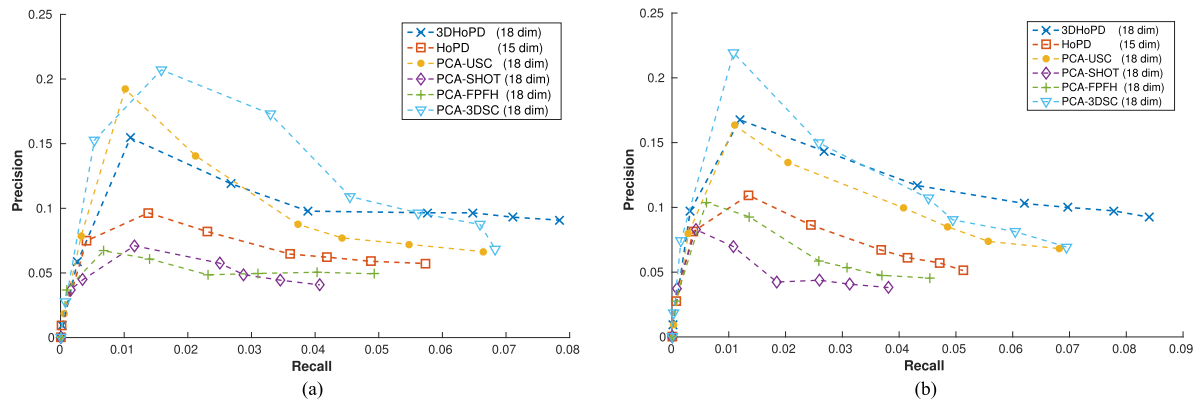 0.25
0.2
0.15
0.1
0.05
0
Precision
0 0.01 0.02 0.03 0.04 0.05 0.06 0.07 0.08
Recall
3DHoPD (18 dim)
HoPD (15 dim)
PCA-USC (18 dim)
PCA-SHOT (18 dim)
PCA-FPFH (18 dim)
PCA-3DSC (18 dim)
(a)
0.25
0.2
0.15
0.1
0.05
0
Precision
0 0.01 0.02 0.03 0.04 0.05 0.06 0.07 0.08 0.09
Recall
3DHoPD (18 dim)
HoPD (15 dim)
PCA-USC (18 dim)
PCA-SHOT (18 dim)
PCA-FPFH (18 dim)
PCA-3DSC (18 dim)
(b)